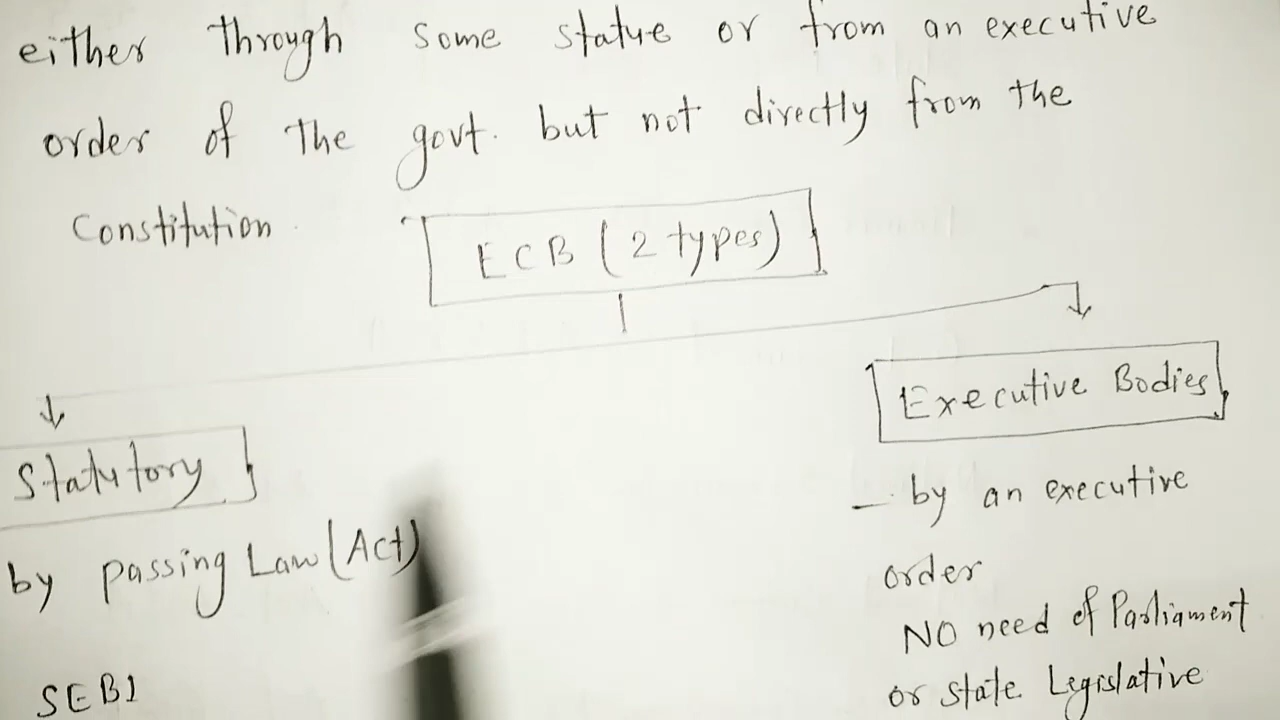 either through some statue or from an executive
order of the govt. but not directly from the
Constitution.
ECB (2 types)
Executive Bodies
Statutory
- by an executive
by passing Law (Act)
order
NO need of Parliament
SEBI
or state Legislative